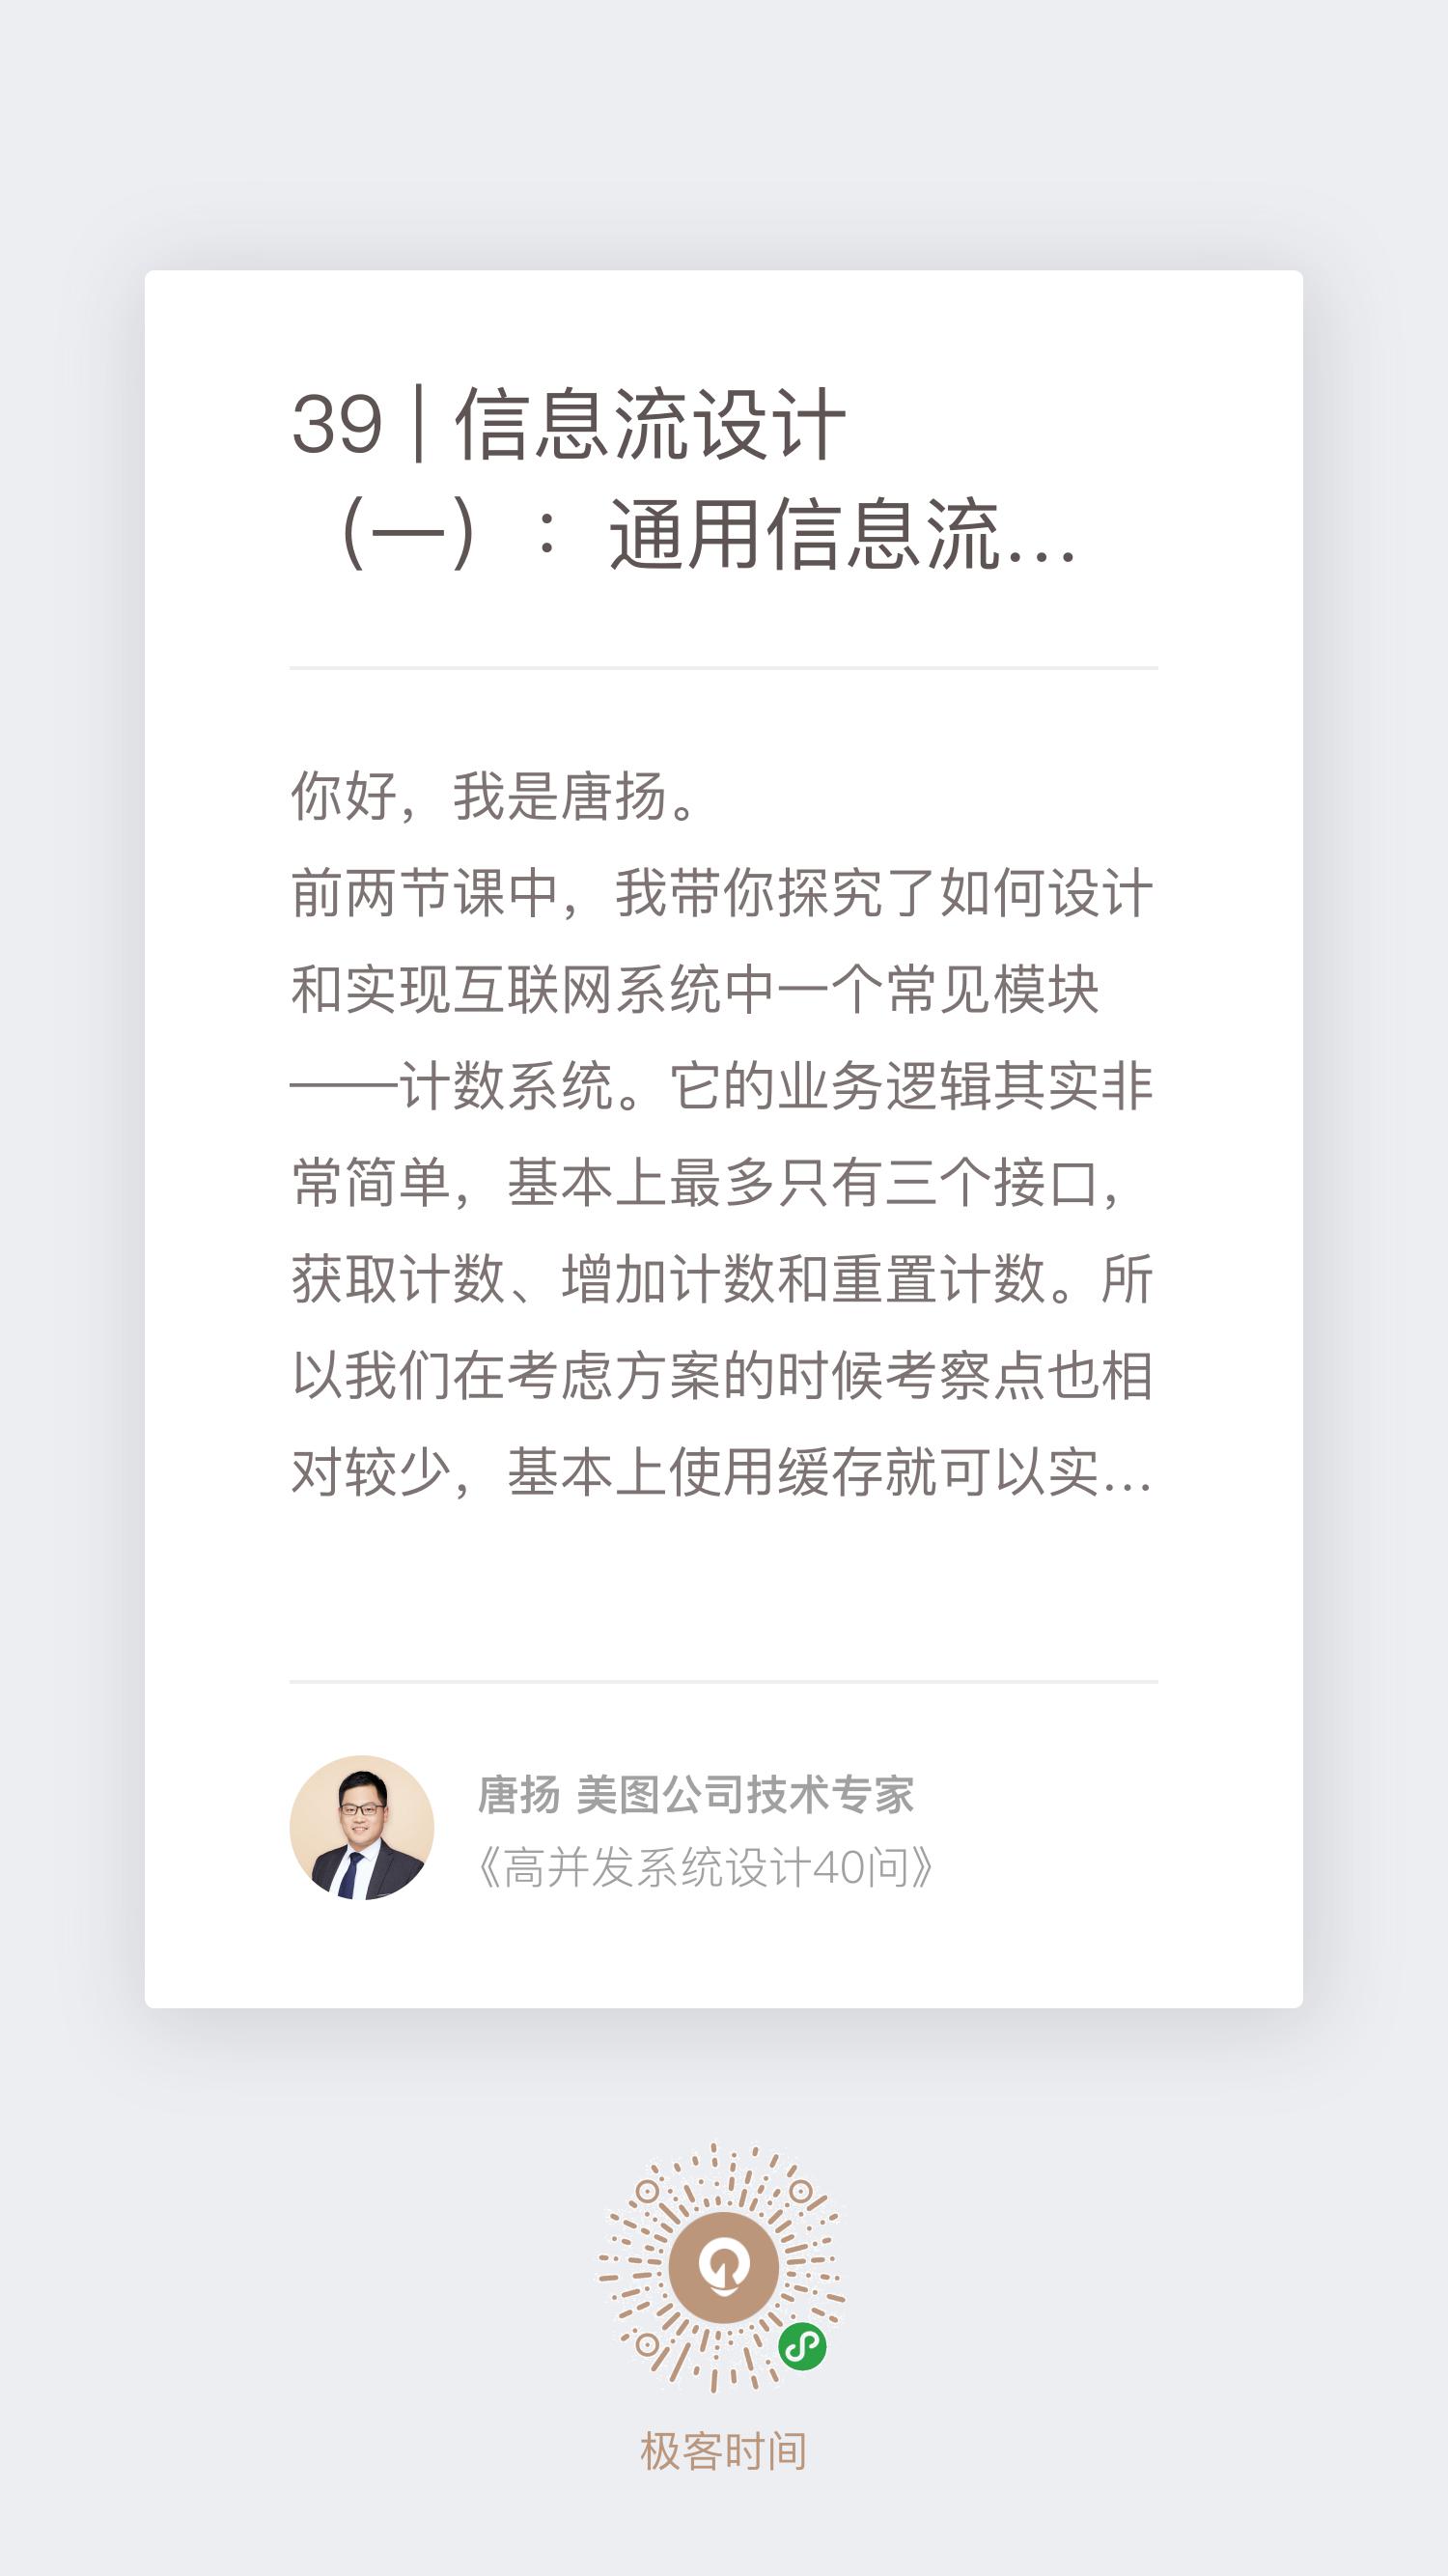 39 | 信息流设计
（一）：通用信息流…
你好，我是唐扬。
前两节课中，我带你探究了如何设计
和实现互联网系统中一个常见模块
——计数系统。它的业务逻辑其实非
常简单，基本上最多只有三个接口，
获取计数、增加计数和重置计数。所
以我们在考虑方案的时候考察点也相
对较少，基本上使用缓存就可以实…
唐扬 美图公司技术专家
《高并发系统设计40问》
极客时间